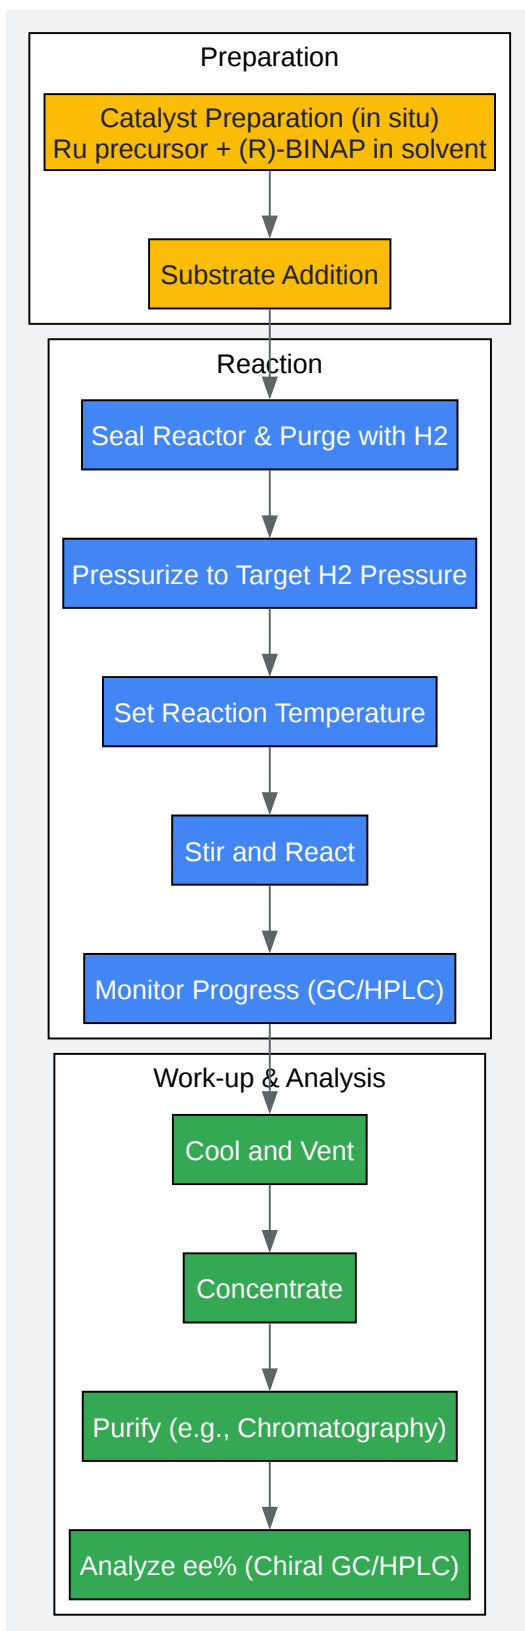 Preparation
Catalyst Preparation (in situ)
Ru precursor + (R)-BINAP in solvent
Substrate Addition
Reaction
Seal Reactor & Purge with H2
Pressurize to Target H2 Pressure
Set Reaction Temperature
Stir and React
Monitor Progress (GC/HPLC)
Work-up & Analysis
Cool and Vent
Concentrate
Purify (e.g., Chromatography)
Analyze ee% (Chiral GC/HPLC)